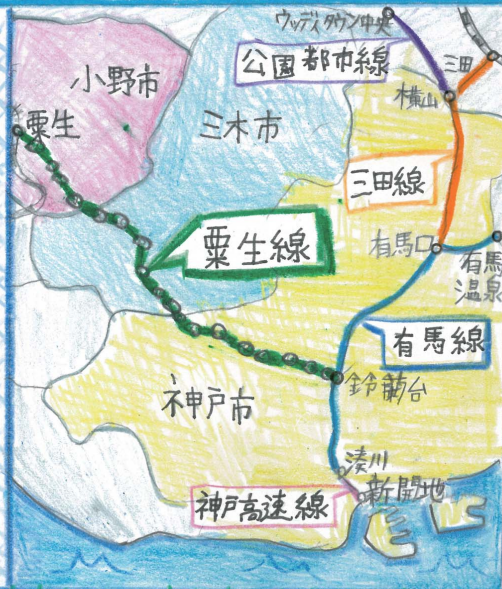 ウッディタウン中央
公園都市線
三田
小野市
横山
粟生
三木市
三田線
粟生線
有馬口
有馬
温泉
有馬線
鈴蘭台
神戸市
湊川
新開地
神戸高速線